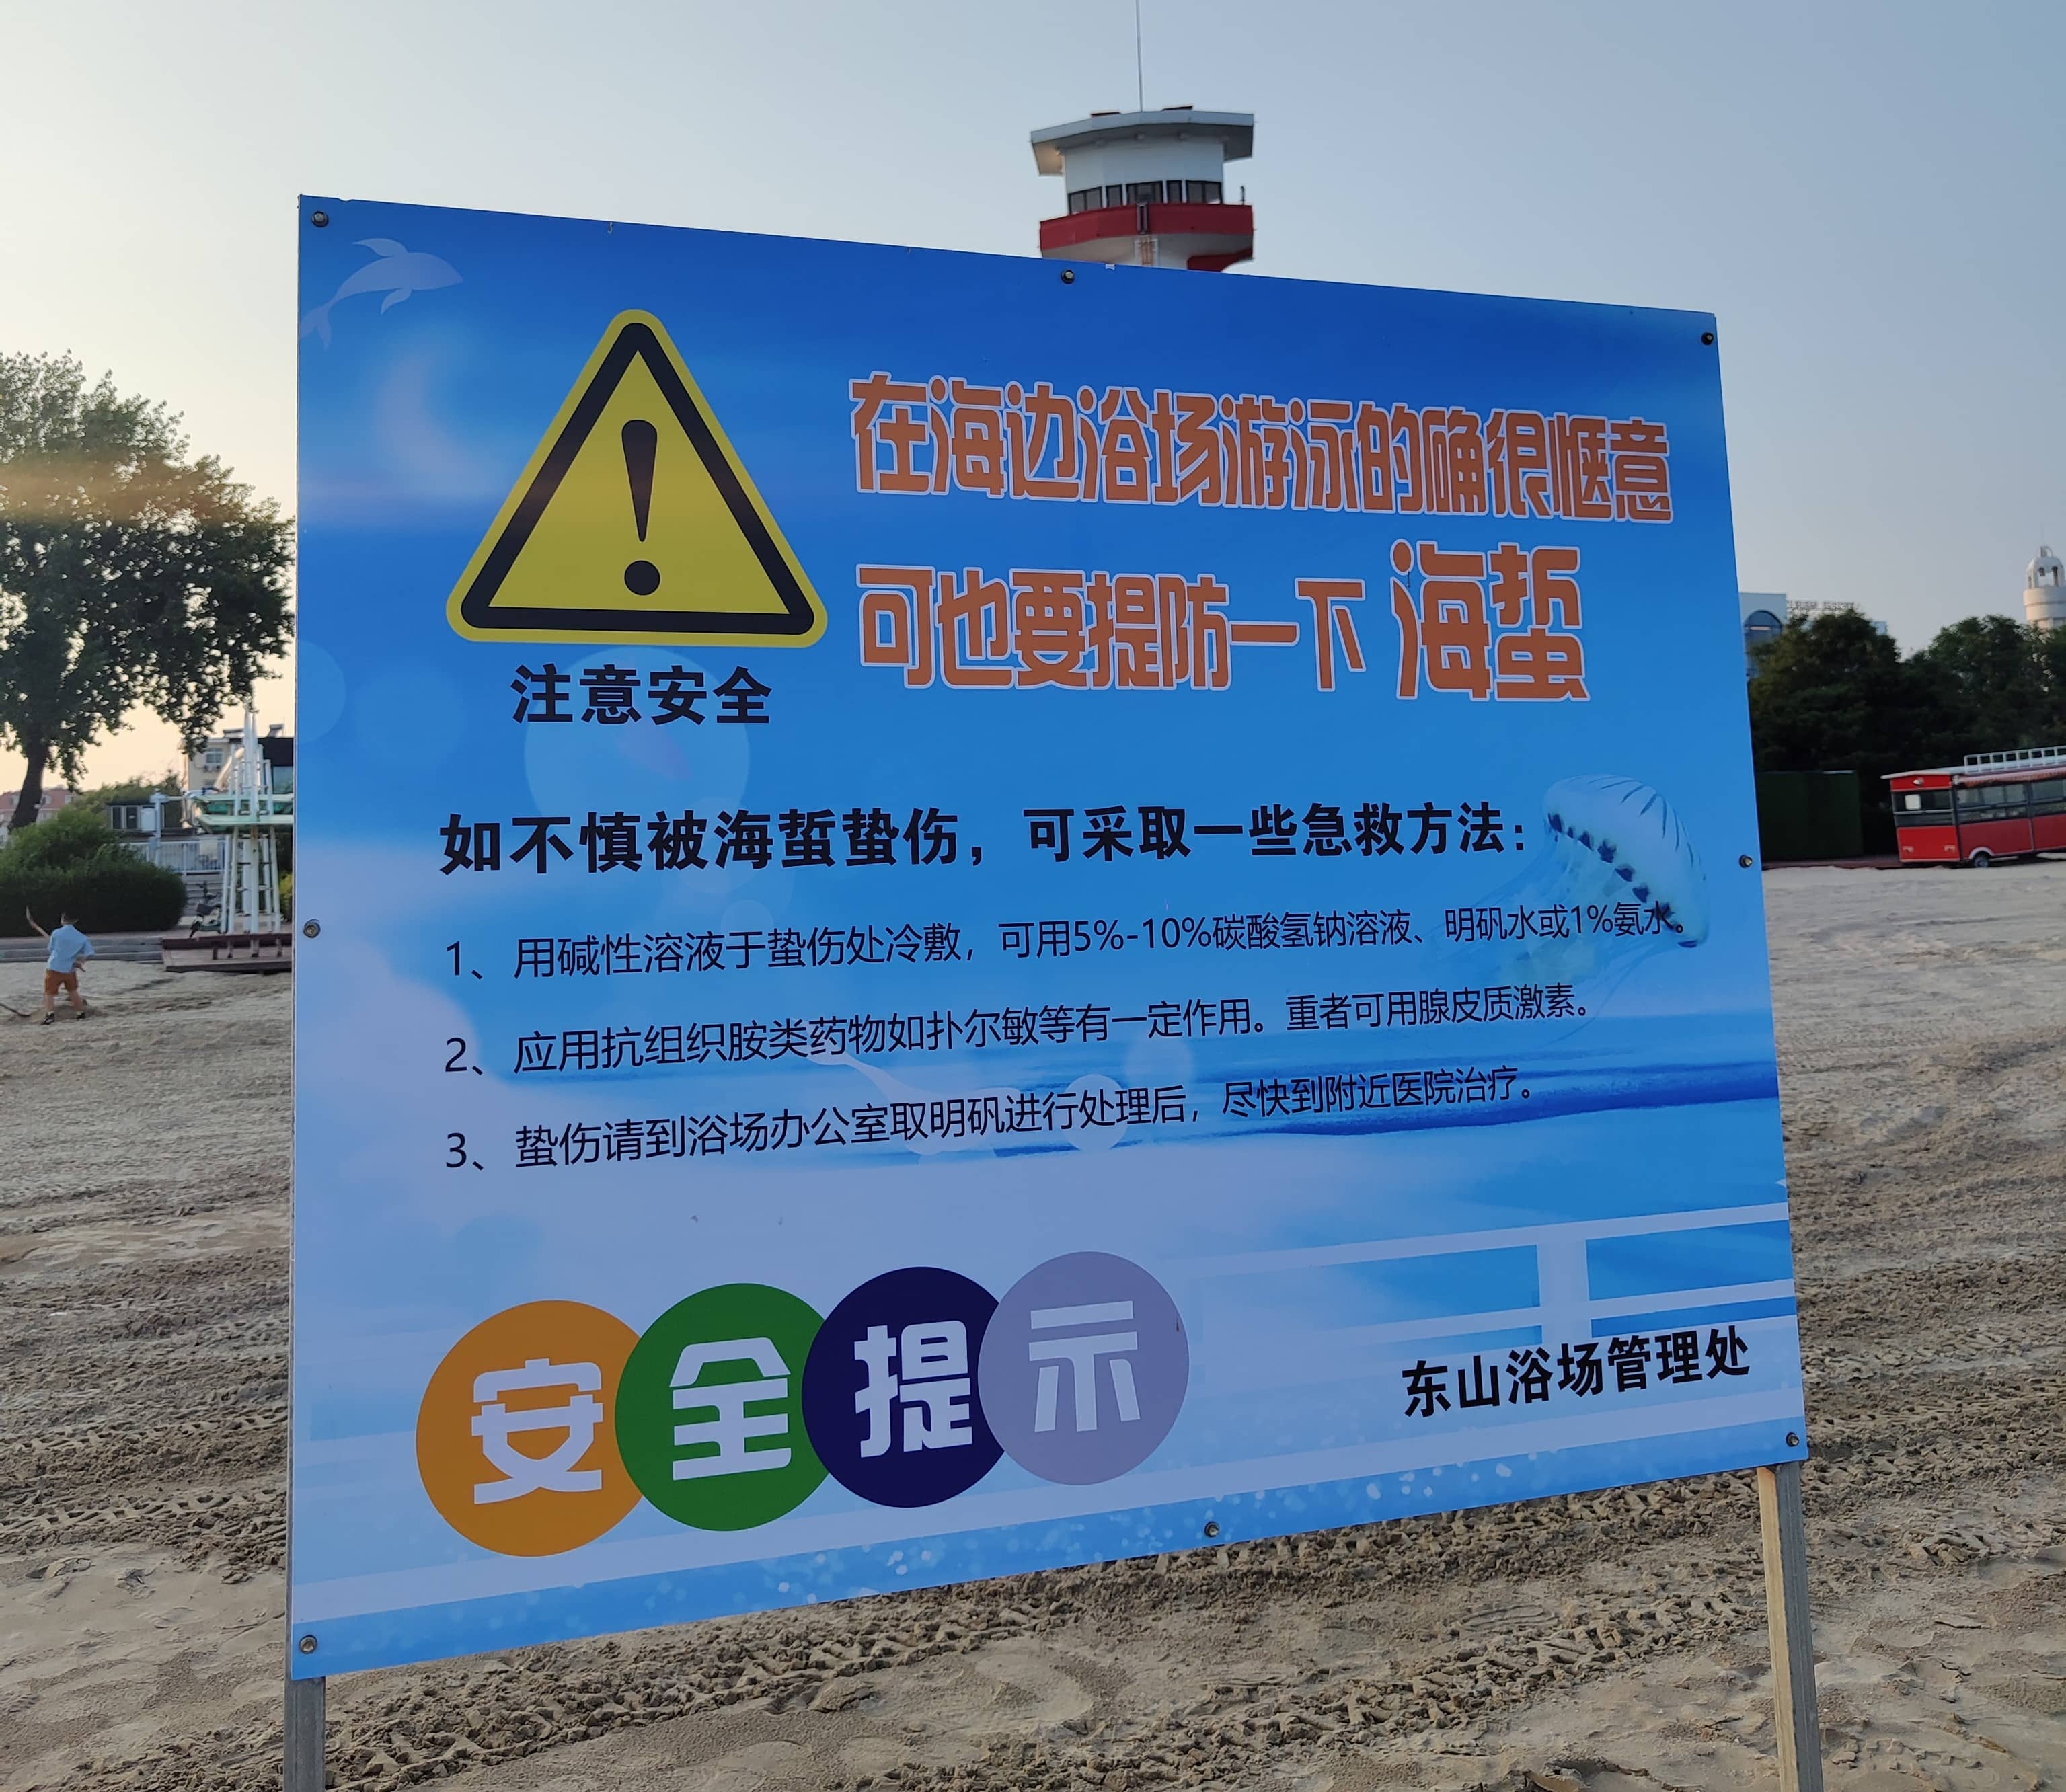 在海边浴场游泳的确很惬意
可也要提防一下 海蜇
注意安全
如不慎被海蜇蛰伤，可采取一些急救方法：
1、用碱性溶液于蛰伤处冷敷，可用5%-10%碳酸氢钠溶液、明矾水或1%氨水。
2、应用抗组织胺类药物如扑尔敏等有一定作用。重者可用腺皮质激素。
3、蛰伤请到浴场办公室取明矾进行处理后，尽快到附近医院治疗。
安全提示
东山浴场管理处